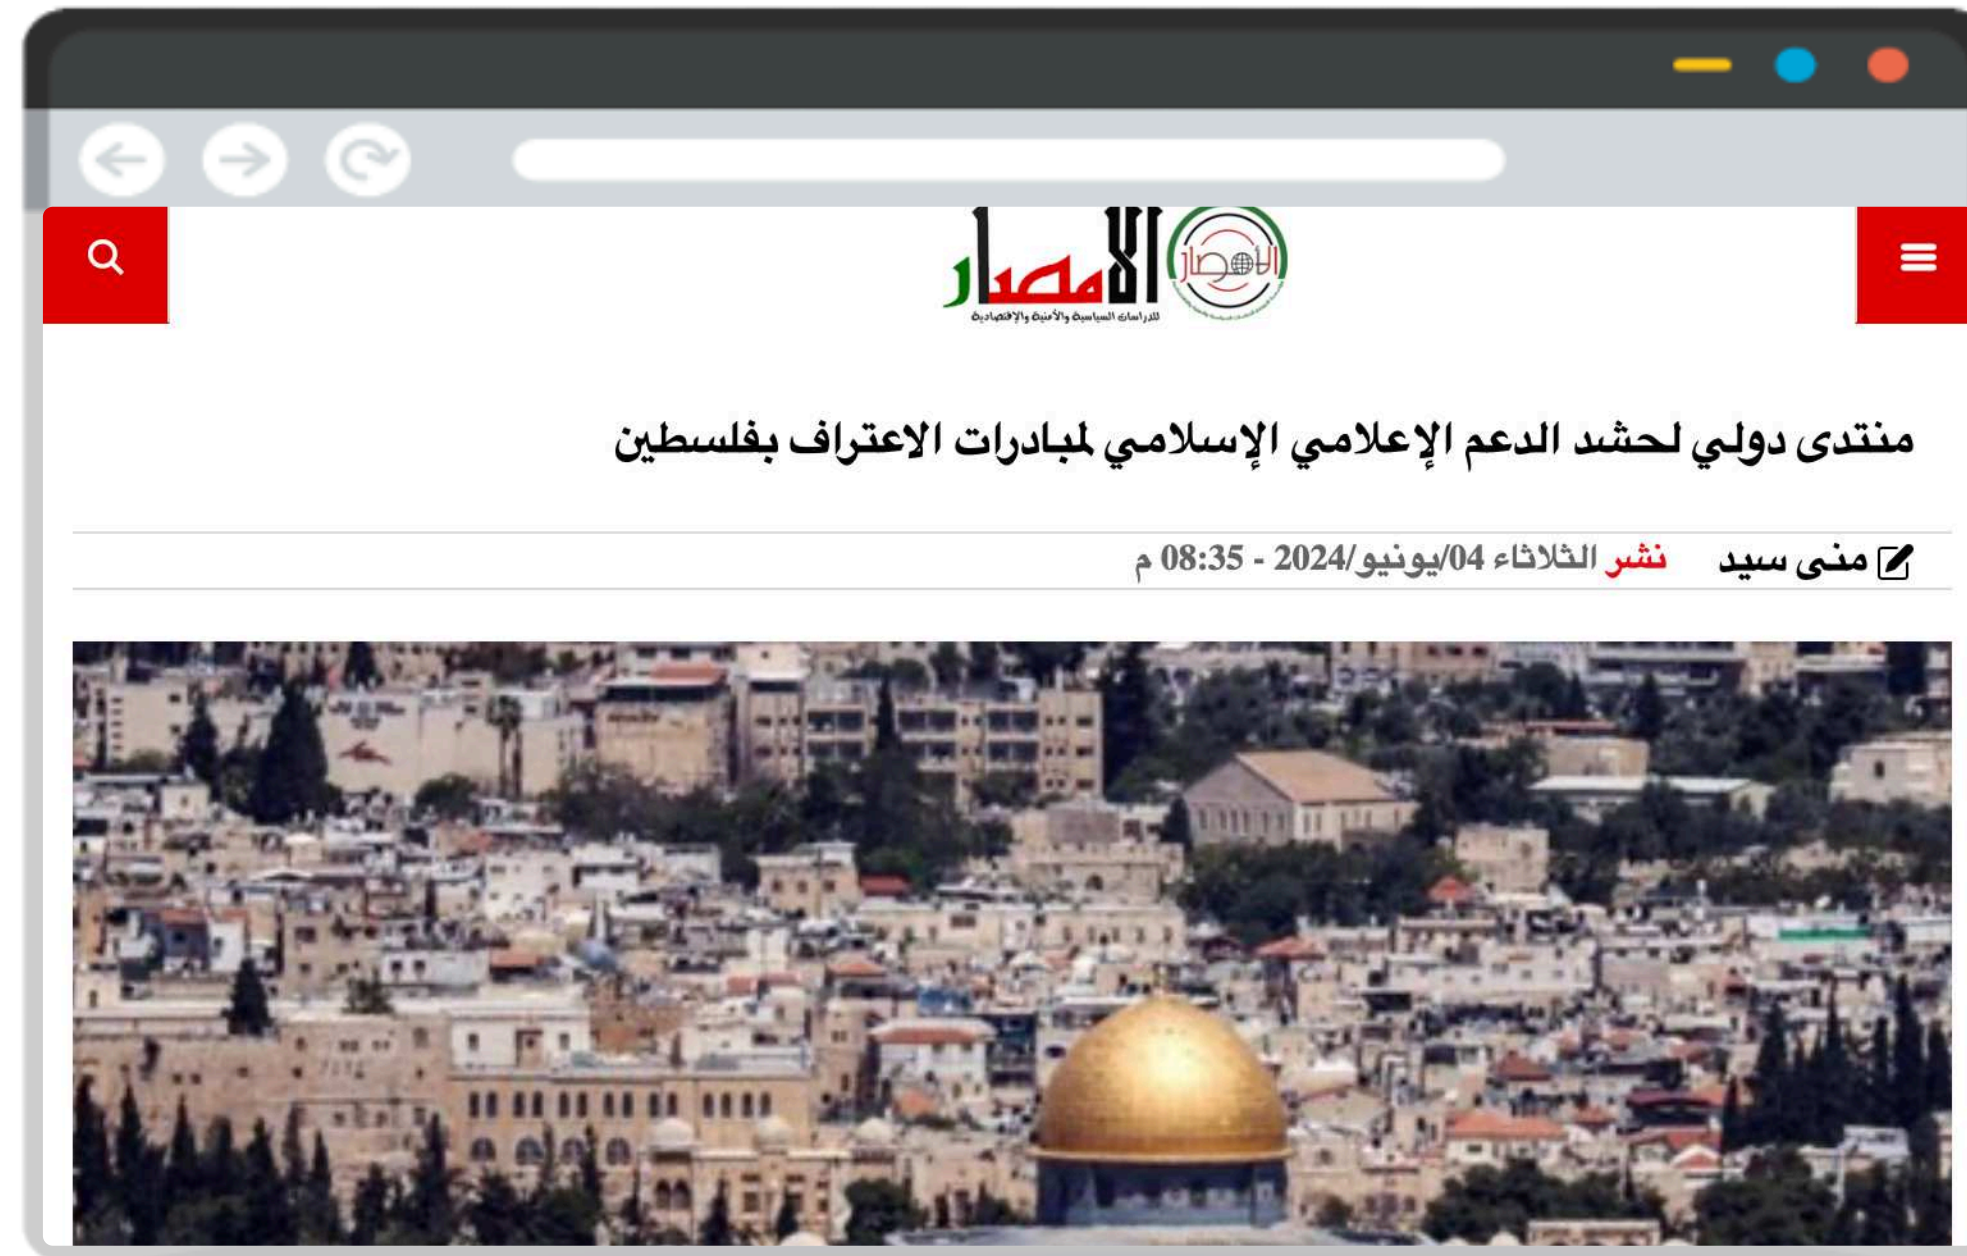 الأمصار
الأمصار
للدراسات السياسية والأمنية والإقتصادية
منتدى دولي لحشد الدعم الإعلامي الإسلامي لمبادرات الاعتراف بفلسطين
منى سيد نشر الثلاثاء 04/يونيو/2024 - 08:35 م